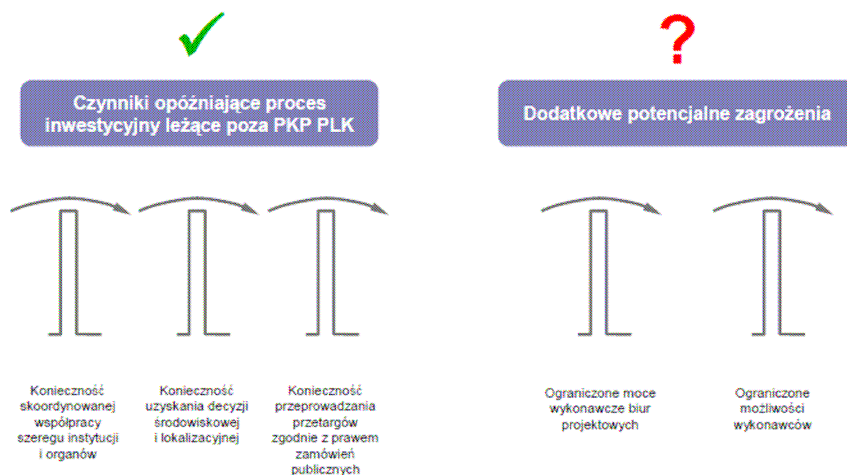 ?
Czynniki opóźniające proces
inwestycyjny leżące poza PKP PLK
Dodatkowe potencjalne zagrożenia
Konieczność
skoordynowanej
współpracy
szeregu instytucji
i organów
Konieczność
uzyskania decyzji
środowiskowej
i lokalizacyjnej
Konieczność
przeprowadzania
przetargów
zgodnie z prawem
zamówień
publicznych
Ograniczone moce
wykonawcze biur
projektowych
Ograniczone
możliwości
wykonawców